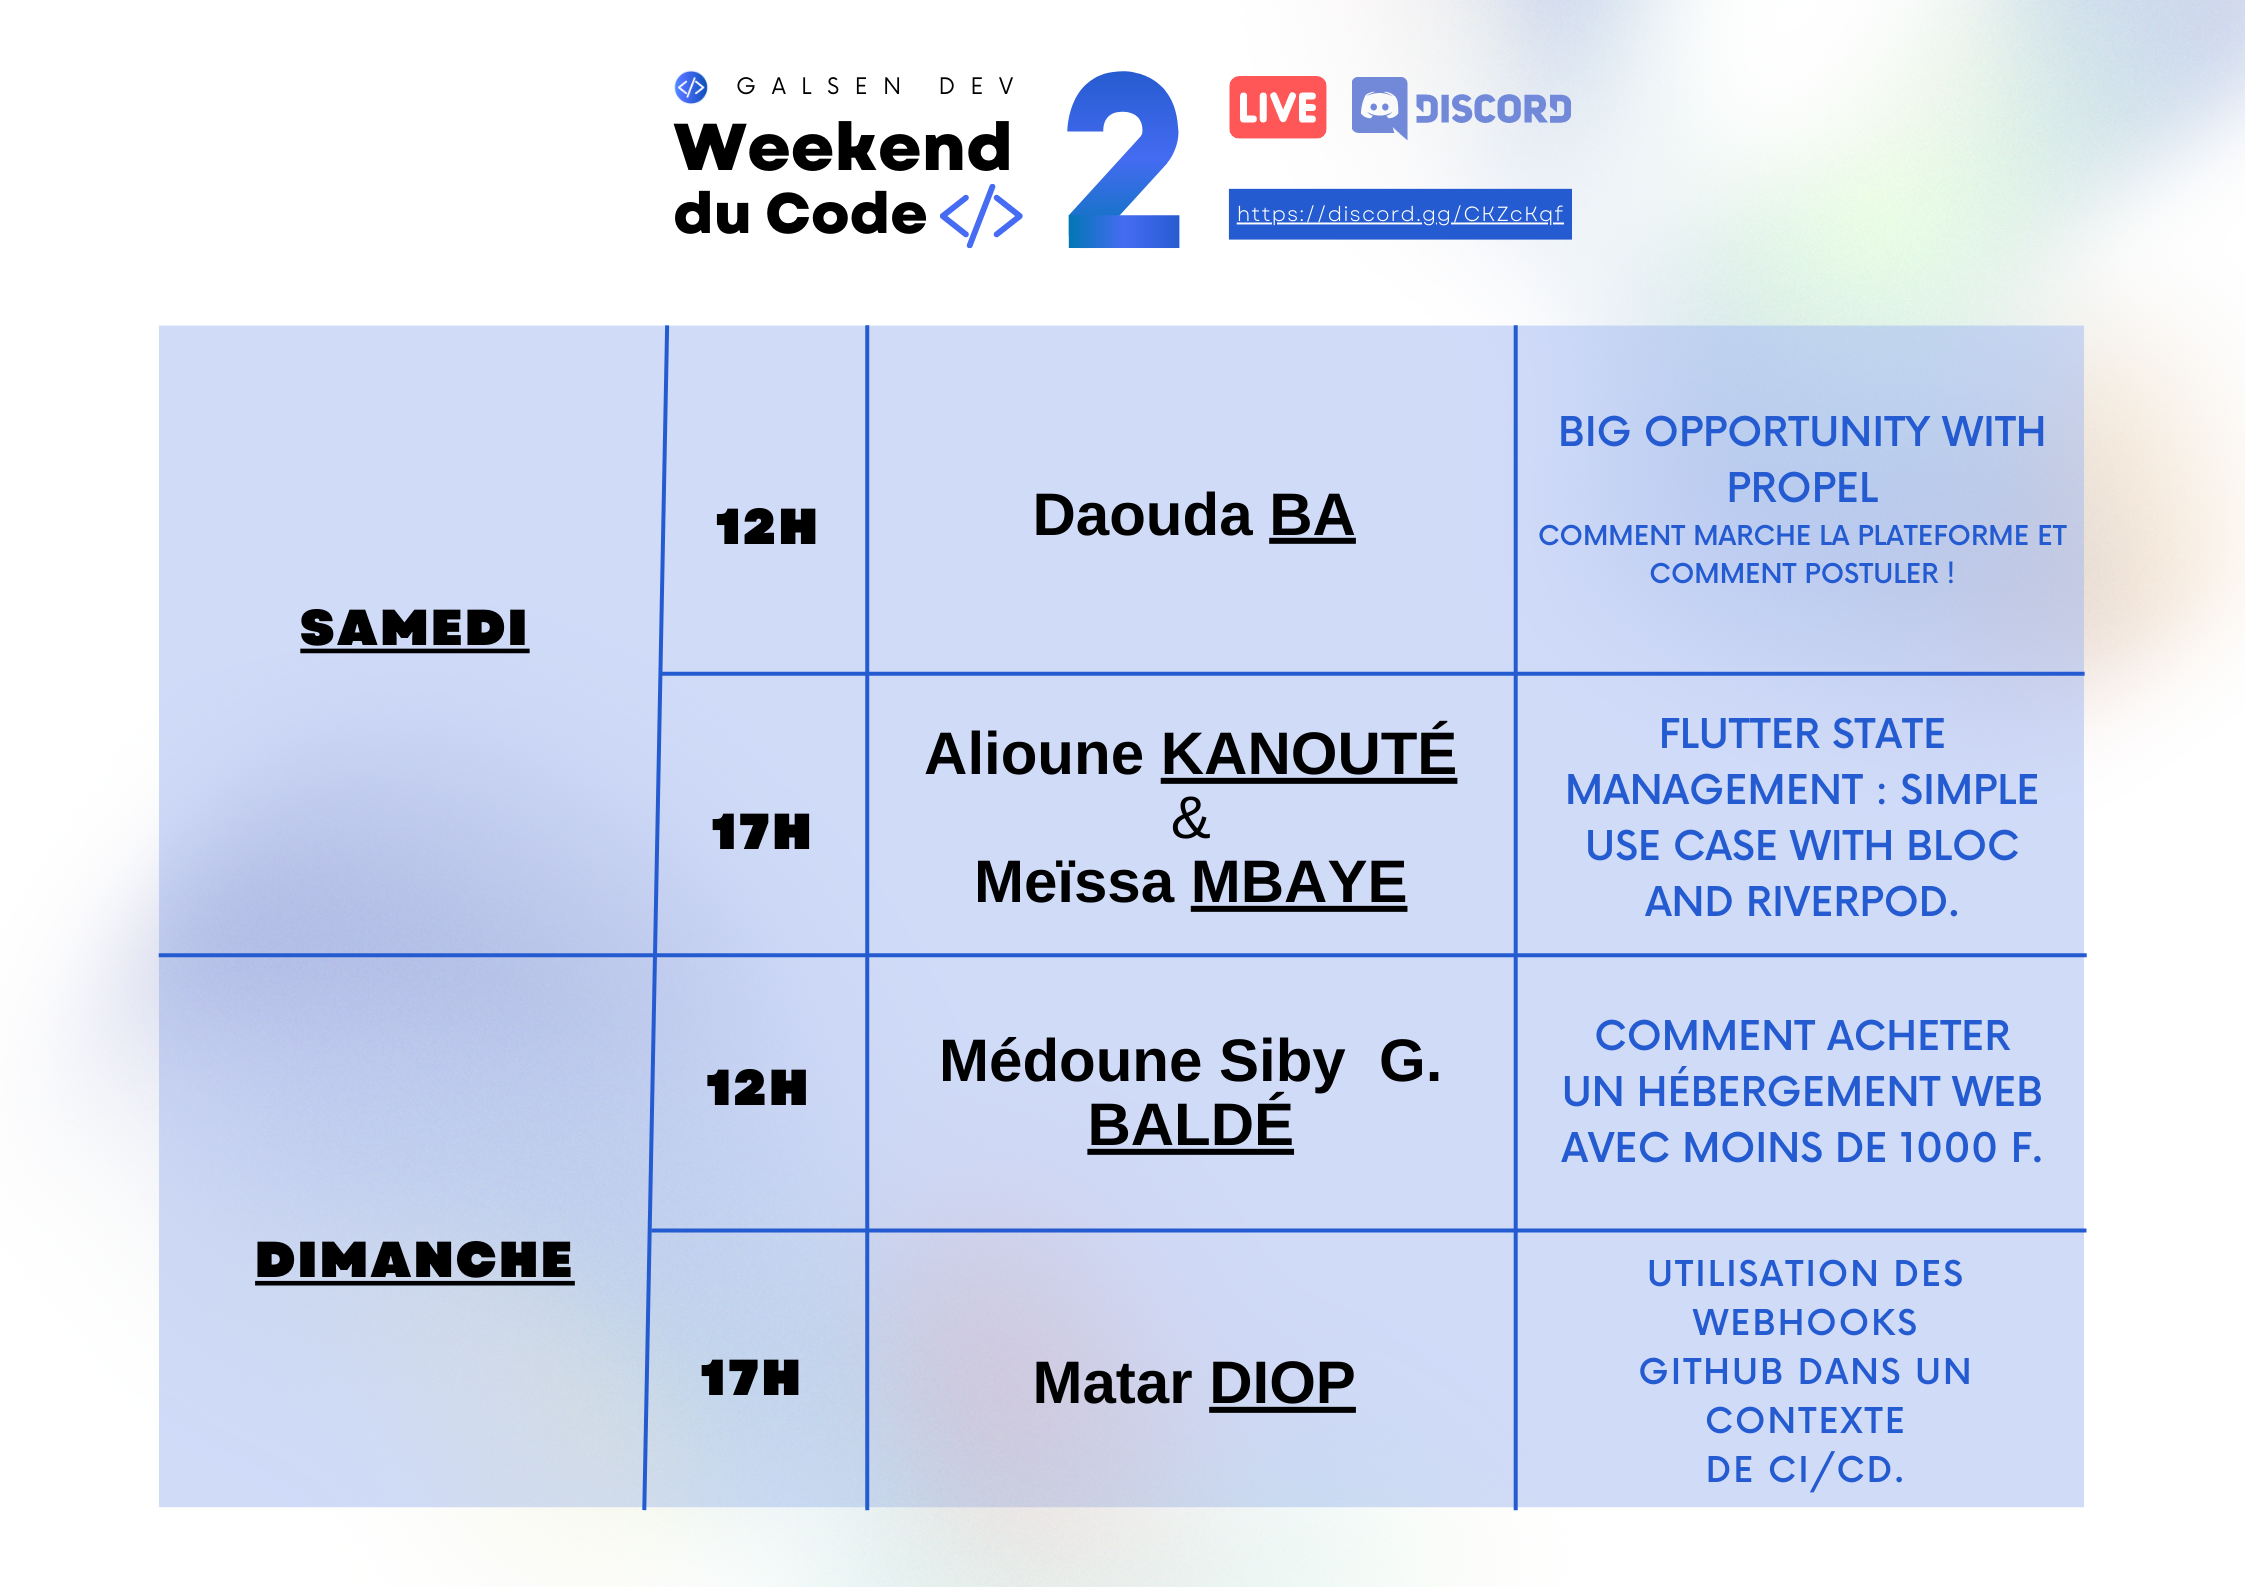 GALSEN DEV
Weekend
du Code </>
2
LIVE
DISCORD
https://discord.gg/CKZcKqf
SAMEDI
12H
Daouda BA
BIG OPPORTUNITY WITH
PROPEL
COMMENT MARCHE LA PLATEFORME ET
COMMENT POSTULER !
17H
Alioune KANOUTÉ
&
Meïssa MBAYE
FLUTTER STATE
MANAGEMENT : SIMPLE
USE CASE WITH BLOC
AND RIVERPOD.
DIMANCHE
12H
Médoune Siby  G.
BALDÉ
COMMENT ACHETER
UN HÉBERGEMENT WEB
AVEC MOINS DE 1000 F.
17H
Matar DIOP
UTILISATION DES
WEBHOOKS
GITHUB DANS UN
CONTEXTE
DE CI/CD.